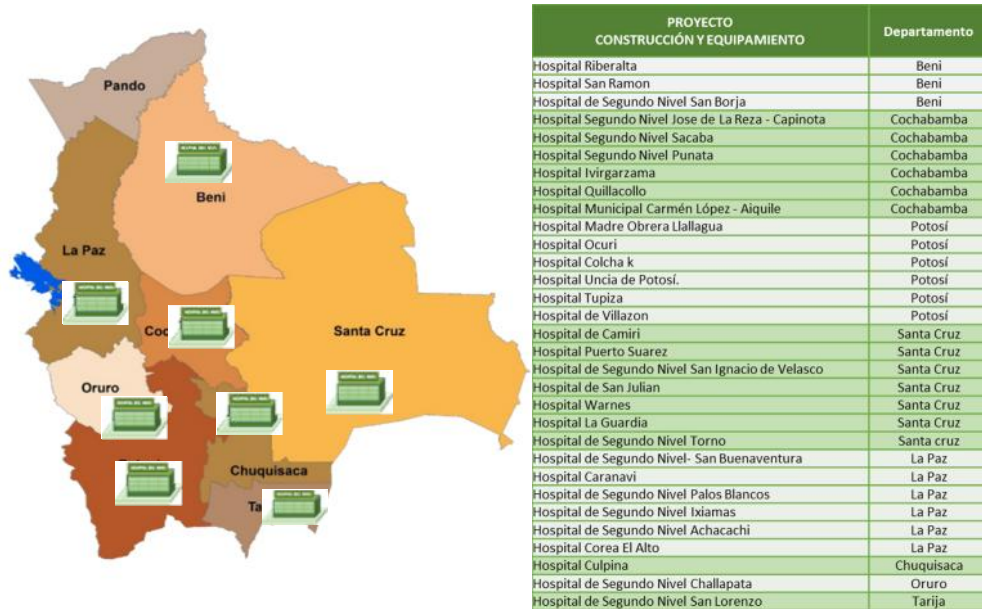 Pando
Beni
La Paz
Santa Cruz
Oruro
Chuquisaca
PROYECTO
CONSTRUCCIÓN Y EQUIPAMIENTO Departamento
Hospital Riberalta Beni
Hospital San Ramon Beni
Hospital de Segundo Nivel San Borja Beni
Hospital Segundo Nivel Jose de La Reza - Capinota Cochabamba
Hospital Segundo Nivel Sacaba Cochabamba
Hospital Segundo Nivel Punata Cochabamba
Hospital Ivirgarzama Cochabamba
Hospital Quillacollo Cochabamba
Hospital Municipal Carmén López - Aiquile Cochabamba
Hospital Madre Obrera Llallagua Potosí
Hospital Ocuri Potosí
Hospital Colcha k Potosí
Hospital Uncia de Potosí. Potosí
Hospital Tupiza Potosí
Hospital de Villazon Potosí
Hospital de Camiri Santa Cruz
Hospital Puerto Suarez Santa Cruz
Hospital de Segundo Nivel San Ignacio de Velasco Santa Cruz
Hospital de San Julian Santa Cruz
Hospital Warnes Santa Cruz
Hospital La Guardia Santa Cruz
Hospital de Segundo Nivel Torno Santa cruz
Hospital de Segundo Nivel- San Buenaventura La Paz
Hospital Caranavi La Paz
Hospital de Segundo Nivel Palos Blancos La Paz
Hospital de Segundo Nivel Ixiamas La Paz
Hospital de Segundo Nivel Achacachi La Paz
Hospital Corea El Alto La Paz
Hospital Culpina Chuquisaca
Hospital de Segundo Nivel Challapata Oruro
Hospital de Segundo Nivel San Lorenzo Tarija